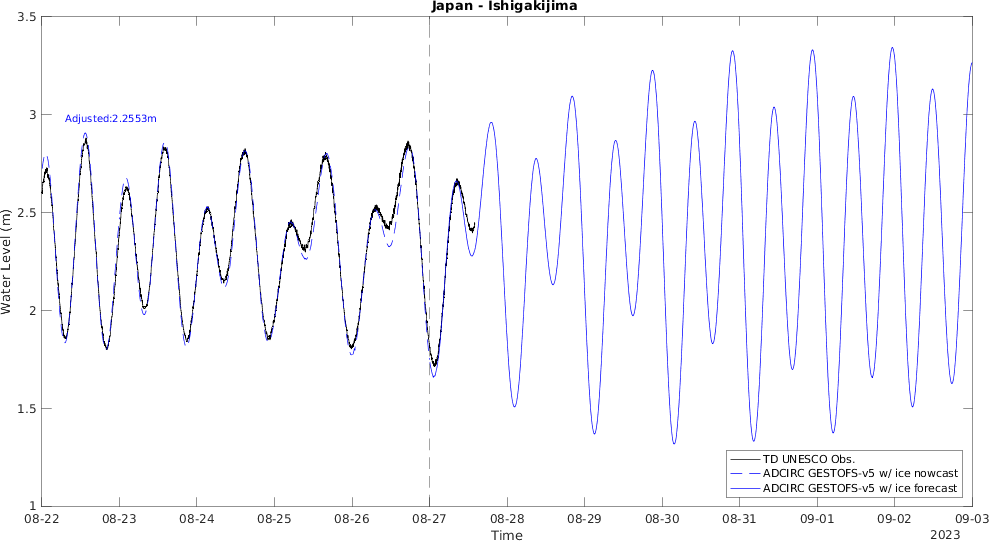 Japan - Ishigakijima
3.5
3
2.5
2
1.5
1
Water Level (m)
Adjusted:2.2553m
TD UNESCO Obs.
ADCIRC GESTOFS-v5 w/ ice nowcast
ADCIRC GESTOFS-v5 w/ ice forecast
08-22 08-23 08-24 08-25 08-26 08-27 08-28 08-29 08-30 08-31 09-01 09-02 09-03
Time
2023